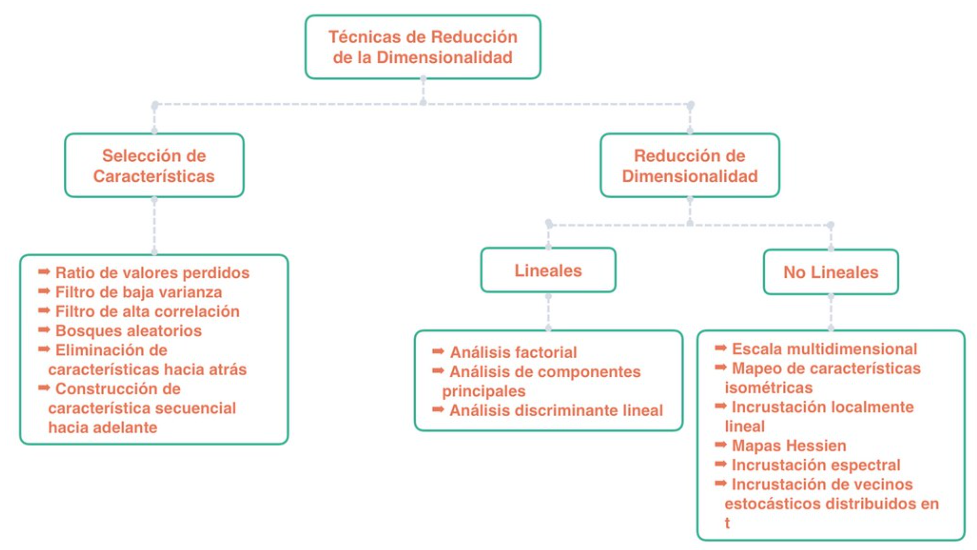 Técnicas de Reducción
de la Dimensionalidad
Selección de
Características
Reducción de
Dimensionalidad
Lineales
No Lineales
➡ Ratio de valores perdidos
➡ Filtro de baja varianza
➡ Filtro de alta correlación
➡ Bosques aleatorios
➡ Eliminación de
características hacia atrás
➡ Construcción de
característica secuencial
hacia adelante
➡ Análisis factorial
➡ Análisis de componentes
principales
➡ Análisis discriminante lineal
➡ Escala multidimensional
➡ Mapeo de características
isométricas
➡ Incrustación localmente
lineal
➡ Mapas Hessien
➡ Incrustación espectral
➡ Incrustación de vecinos
estocásticos distribuidos en
t